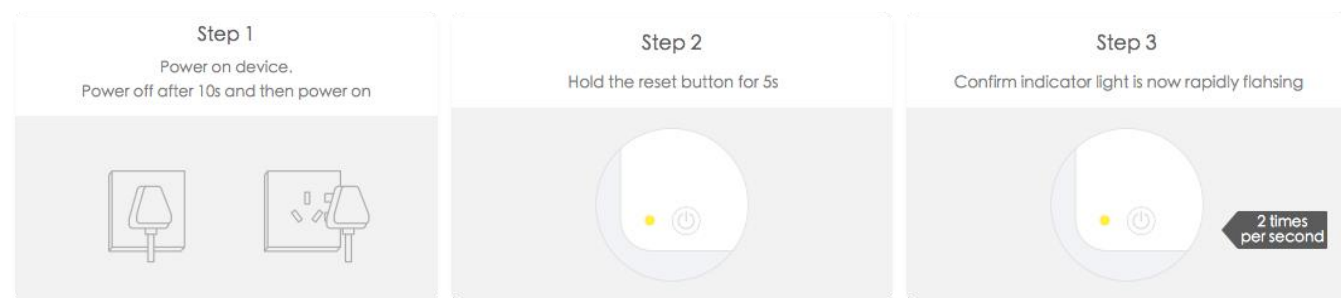 Step 1
Power on device.
Power off after 10s and then power on
Step 2
Hold the reset button for 5s
Step 3
Confirm indicator light is now rapidly flahsing
2 times
per second